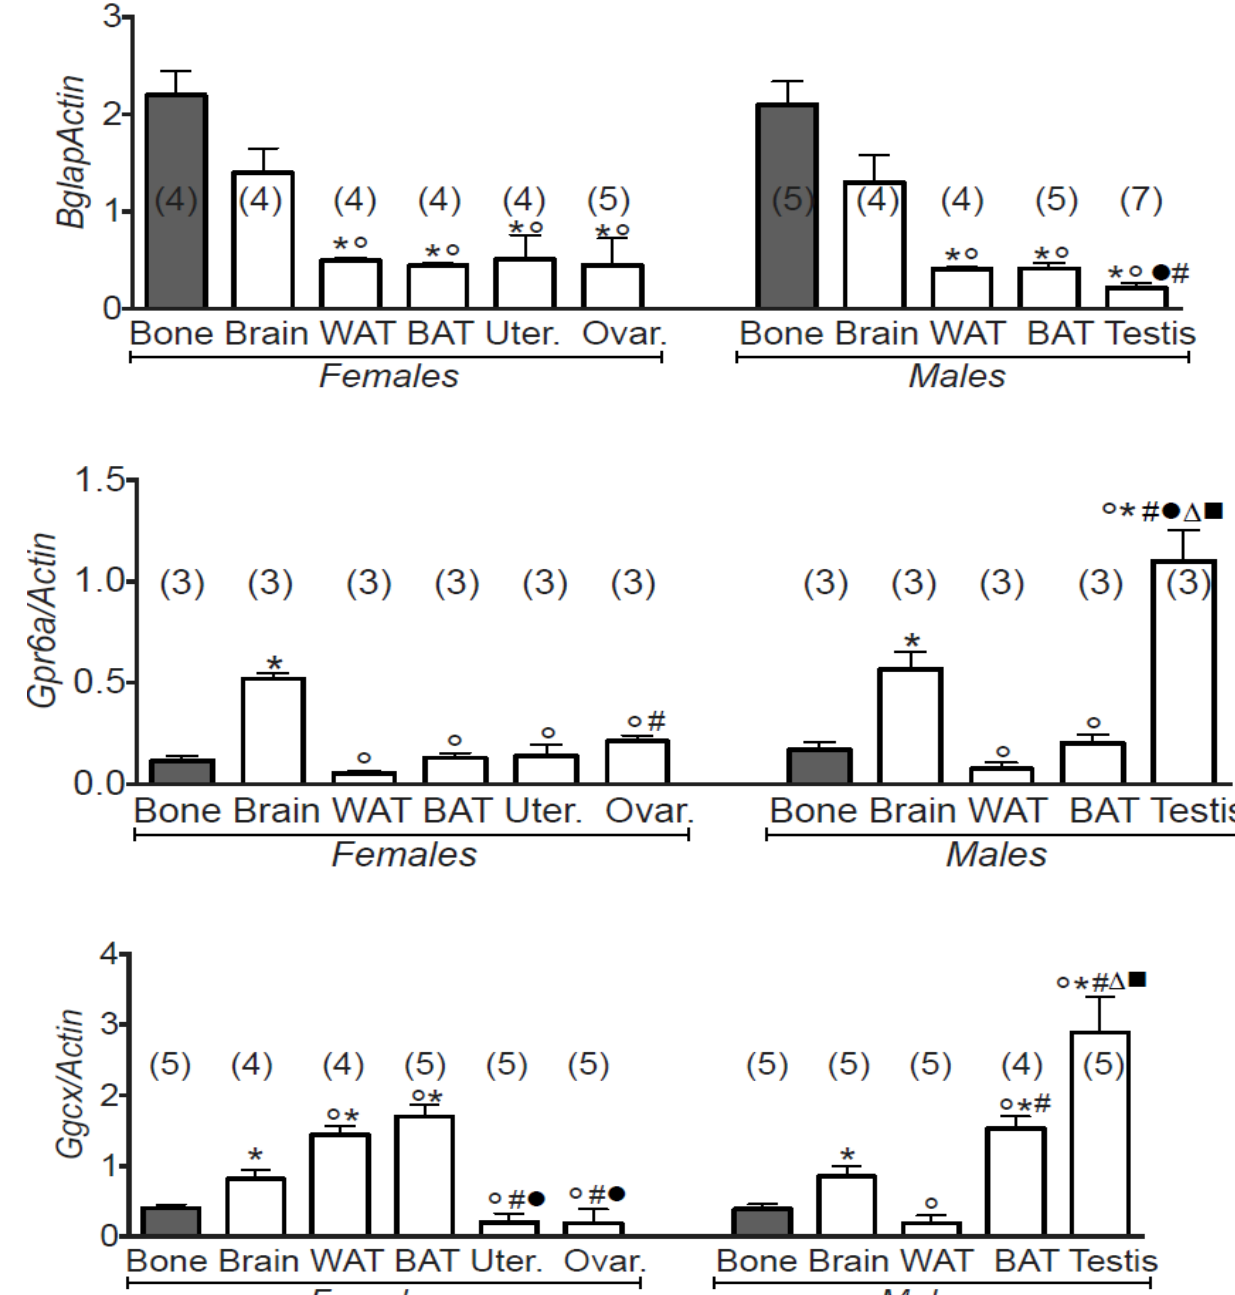 BglapActin
3
2
1
0
(4) (4) (4) (4) (4) (5) (5) (4) (4) (5) (7)
*° *° *° *° *° *° *°●#
Bone Brain WAT BAT Uter. Ovar. Bone Brain WAT BAT Testis
Females Males
Gpr6a/Actin
1.5
1.0
0.5
0.0
°*#●Δ■
(3) (3) (3) (3) (3) (3) (3) (3) (3) (3) (3)
* ° ° ° °# * ° °
Bone Brain WAT BAT Uter. Ovar. Bone Brain WAT BAT Testis
Females Males
Ggcx/Actin
4
3
2
1
0
°*#Δ■
(5) (4) (4) (5) (5) (5) (5) (5) (5) (4) (5)
* °* °* °#● °#● * ° °*#
Bone Brain WAT BAT Uter. Ovar. Bone Brain WAT BAT Testis